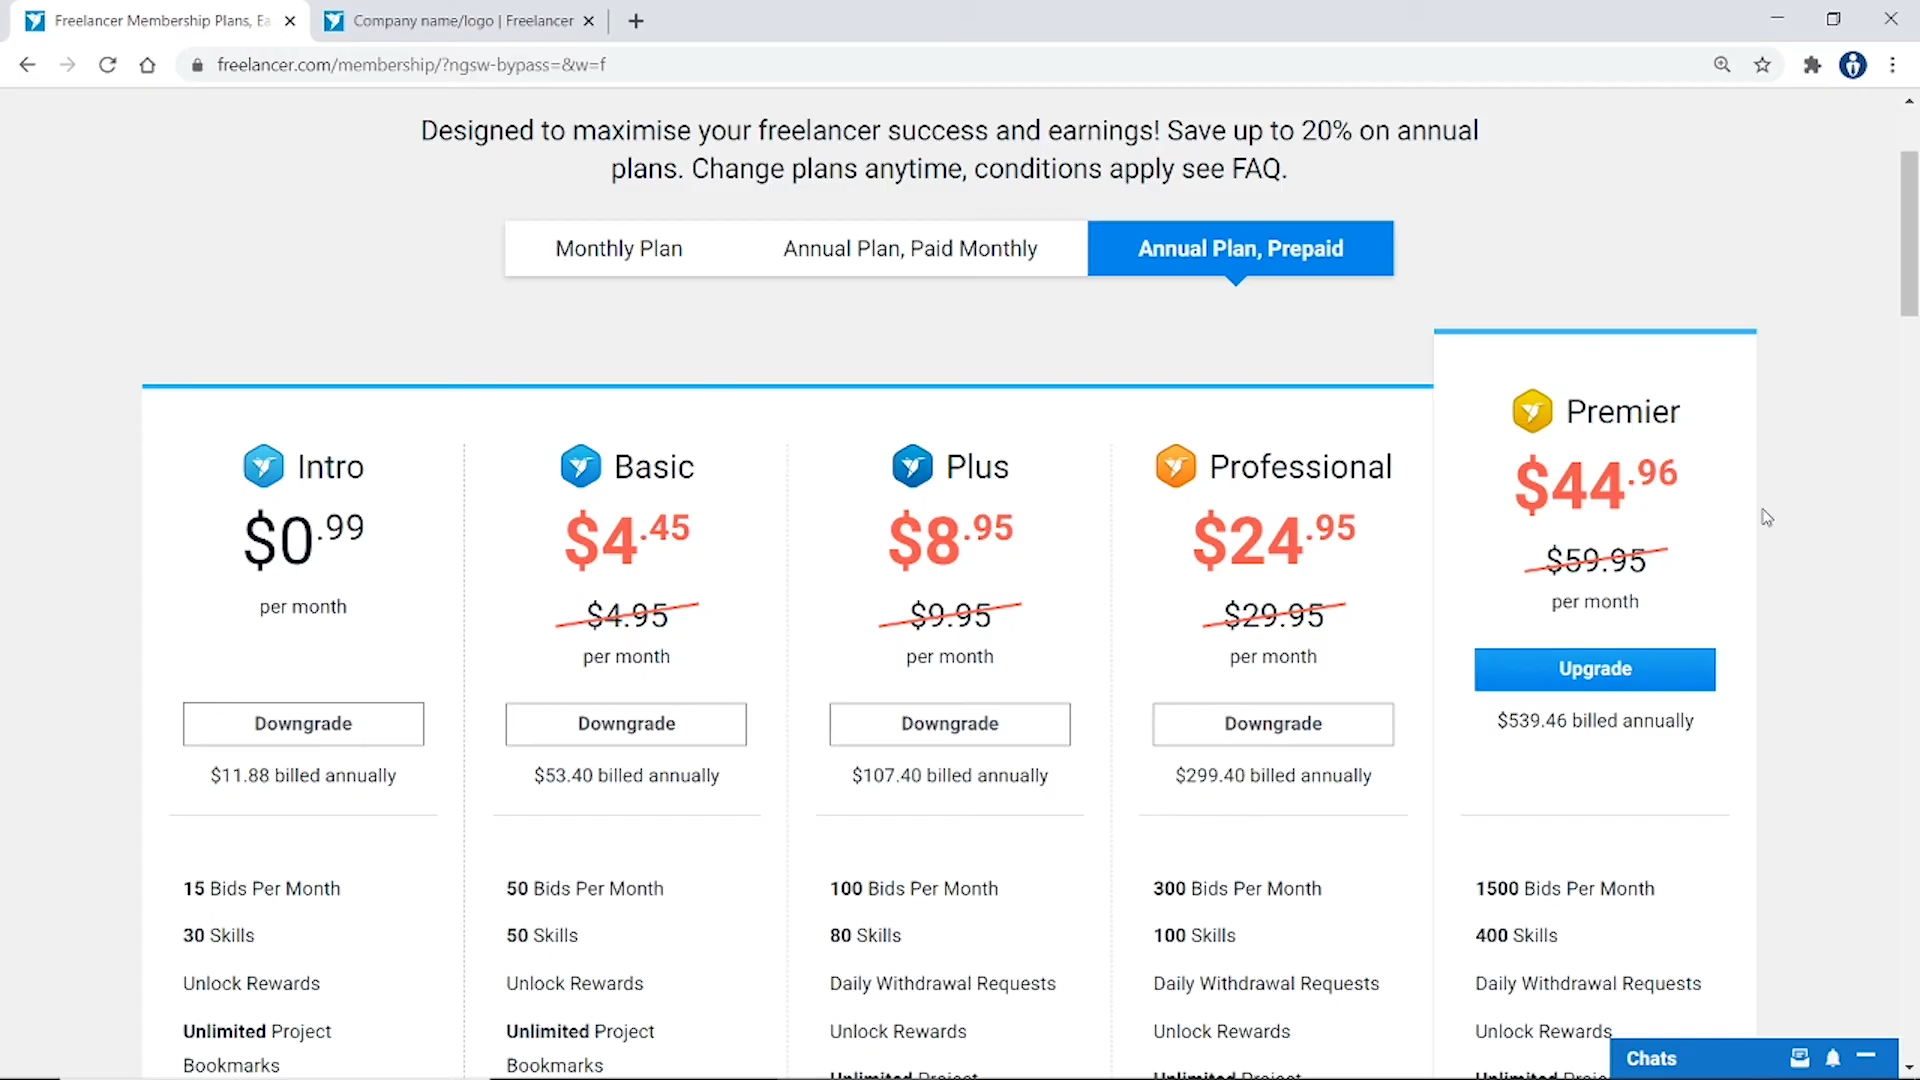 Freelancer Membership Plans, Ea
Company name/logo | Freelancer
freelancer.com/membership/?ngsw-bypass=&w=f
Designed to maximise your freelancer success and earnings! Save up to 20% on annual
plans. Change plans anytime, conditions apply see FAQ.
Monthly Plan
Annual Plan, Paid Monthly
Annual Plan, Prepaid
Intro
$0.99
per month
Downgrade
$11.88 billed annually
15 Bids Per Month
30 Skills
Unlock Rewards
Unlimited Project
Bookmarks
Basic
$4.45
$4.95
per month
Downgrade
$53.40 billed annually
50 Bids Per Month
50 Skills
Unlock Rewards
Unlimited Project
Bookmarks
Plus
$8.95
$9.95
per month
Downgrade
$107.40 billed annually
100 Bids Per Month
80 Skills
Daily Withdrawal Requests
Unlock Rewards
Unlimited Project
Professional
$24.95
$29.95
per month
Downgrade
$299.40 billed annually
300 Bids Per Month
100 Skills
Daily Withdrawal Requests
Unlock Rewards
Unlimited Project
Premier
$44.96
$59.95
per month
Upgrade
$539.46 billed annually
1500 Bids Per Month
400 Skills
Daily Withdrawal Requests
Unlock Rewards
Unlimited
Chats